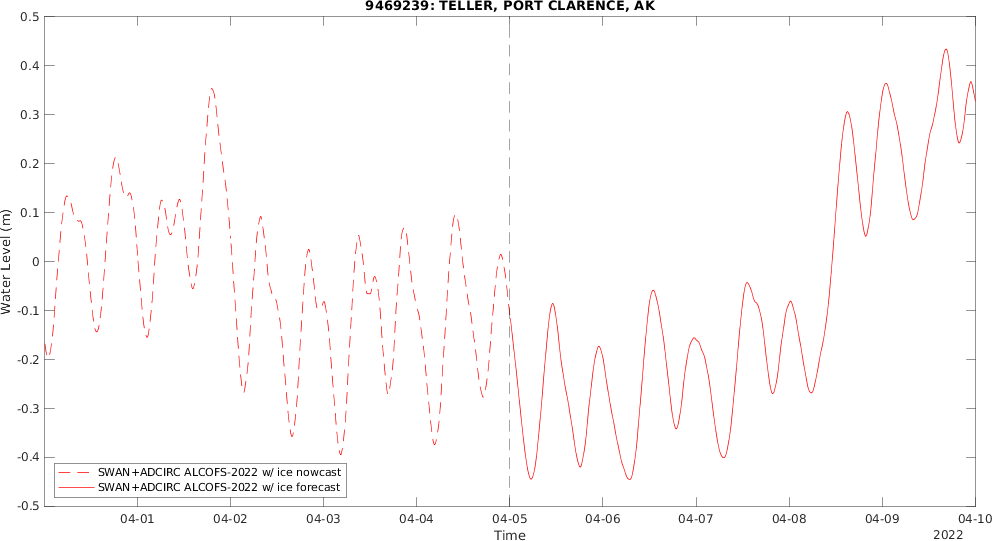 9469239: TELLER, PORT CLARENCE, AK
Water Level (m)
0.5
0.4
0.3
0.2
0.1
0
-0.1
-0.2
-0.3
-0.4
-0.5
SWAN+ADCIRC ALCOFS-2022 w/ ice nowcast
SWAN+ADCIRC ALCOFS-2022 w/ ice forecast
04-01 04-02 04-03 04-04 04-05 04-06 04-07 04-08 04-09 04-10
Time
2022